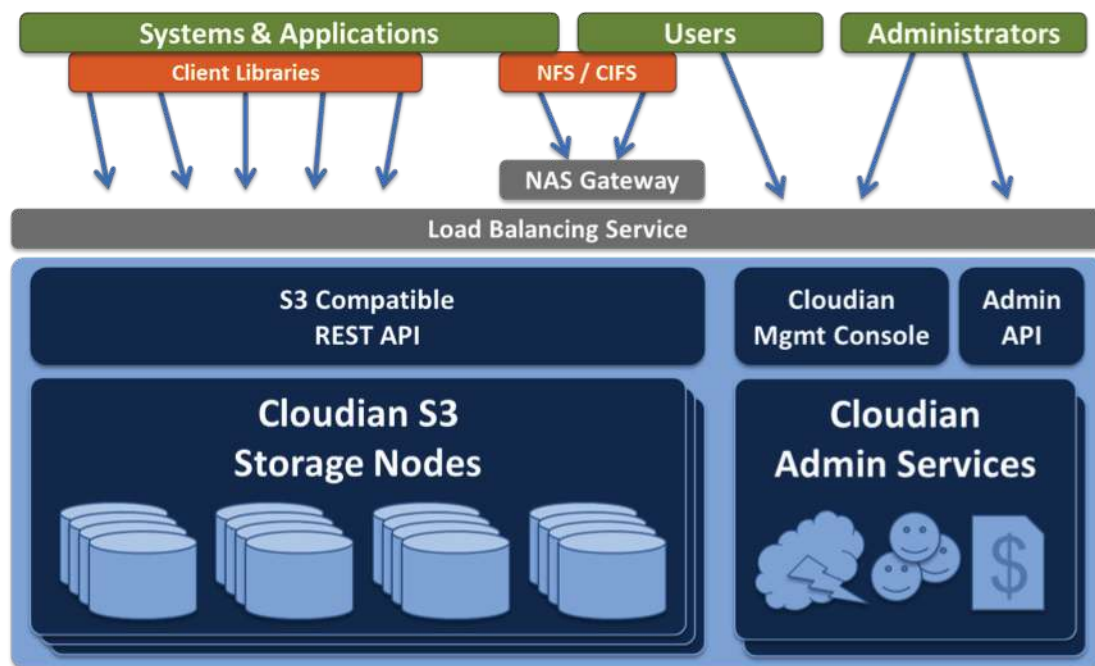 Systems & Applications
Users
Administrators
Client Libraries
NFS / CIFS
NAS Gateway
Load Balancing Service
S3 Compatible
REST API
Cloudian
Mgmt Console
Admin
API
Cloudian S3
Storage Nodes
Cloudian
Admin Services
$